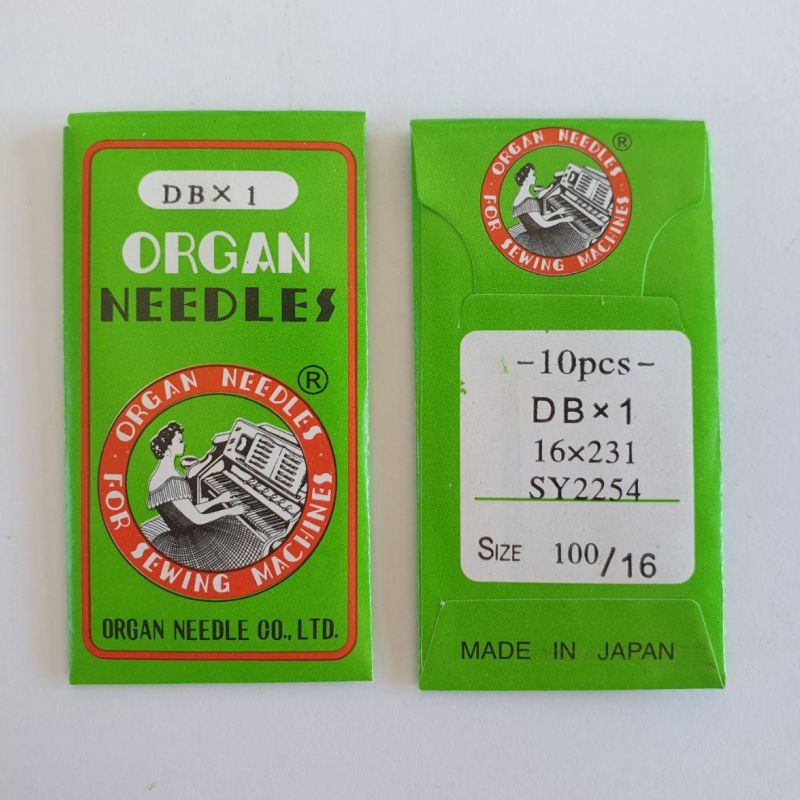 DB× 1
ORGAN
NEEDLES
®
· ORGAN NEEDLES ·
FOR SEWING MACHINES
ORGAN NEEDLE CO., LTD.
· ORGAN NEEDLES ·
FOR SEWING MACHINES
®
-10pcs-
DB×1
16×231
SY2254
SIZE 100/16
MADE IN JAPAN